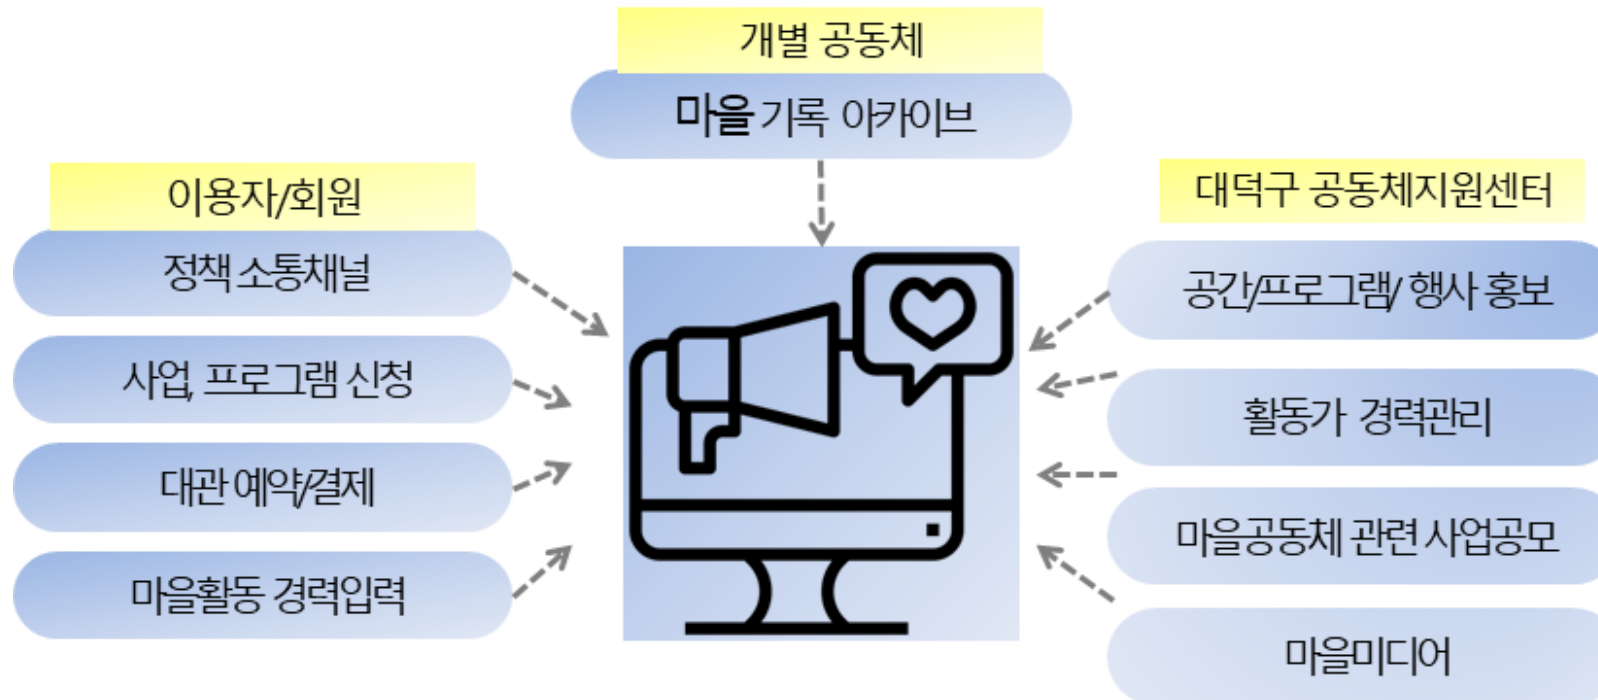 개별 공동체
마을 기록 아카이브
이용자/회원
정책 소통채널
사업, 프로그램 신청
대관 예약/결제
마을활동 경력입력
대덕구 공동체지원센터
공간/프로그램/ 행사 홍보
활동가 경력관리
마을공동체 관련 사업공모
마을미디어